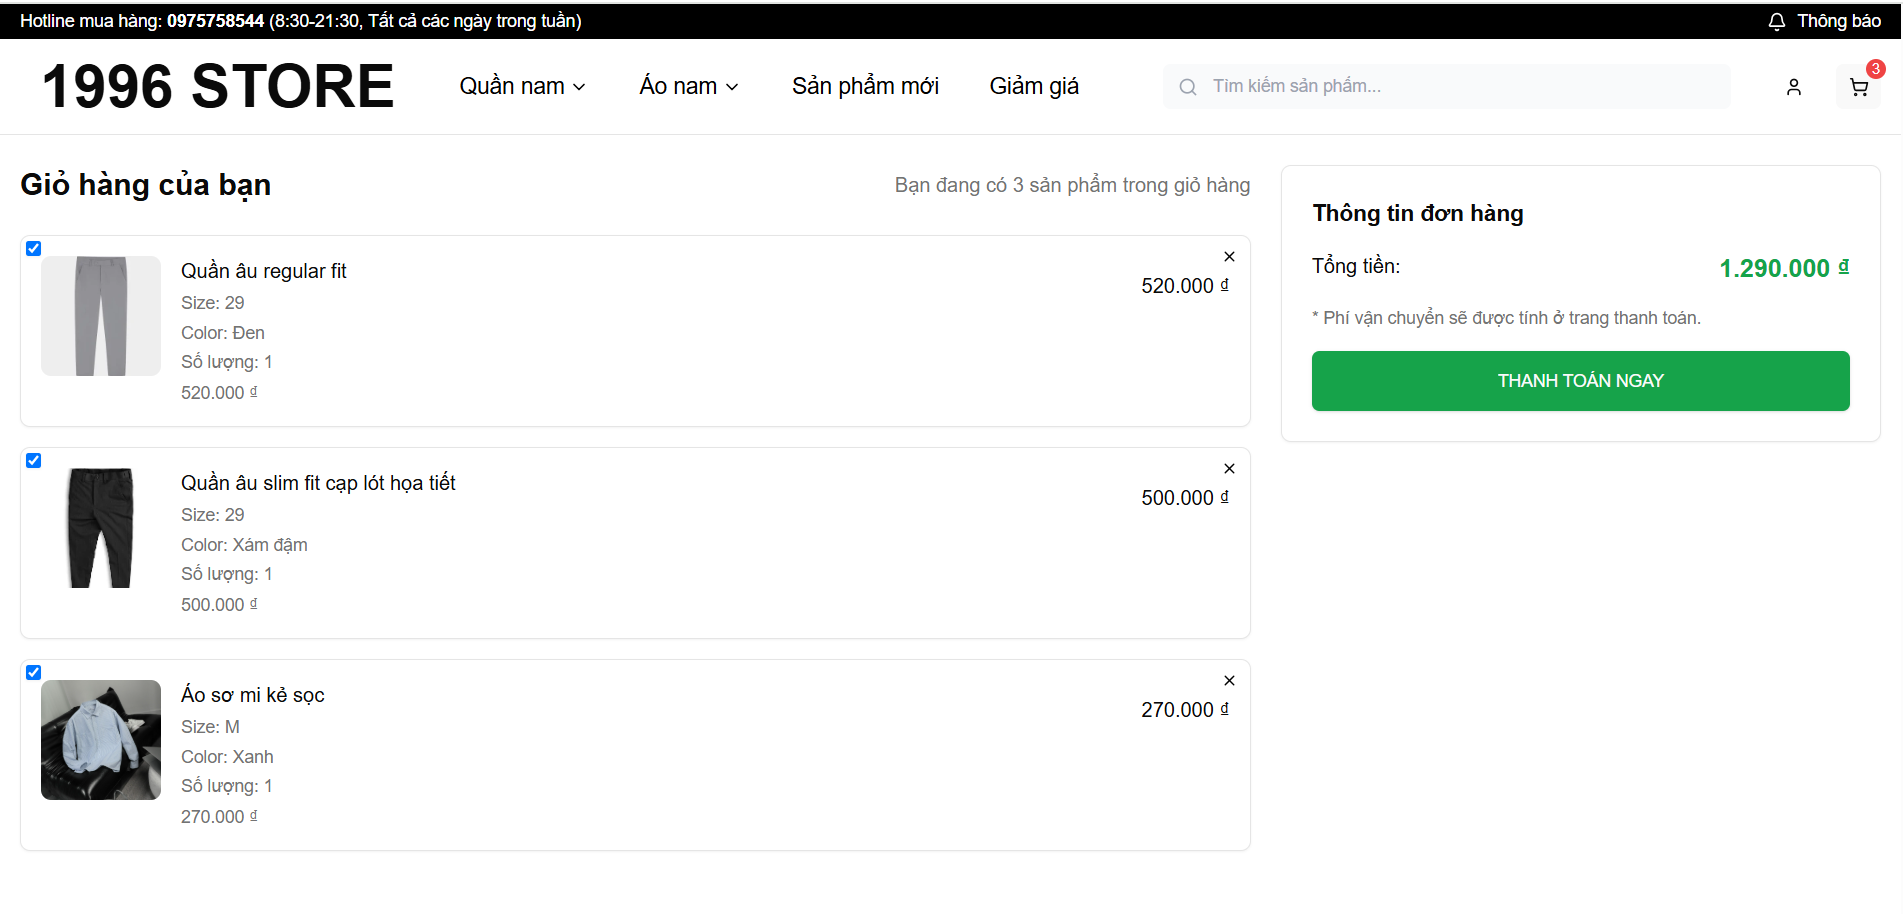 Hotline mua hàng: 0975758544 (8:30-21:30, Tất cả các ngày trong tuần)
Thông báo
1996 STORE
Quần nam
Áo nam
Sản phẩm mới
Giảm giá
Tìm kiếm sản phẩm...
3
Giỏ hàng của bạn
Bạn đang có 3 sản phẩm trong giỏ hàng
Quần âu regular fit
Size: 29
Color: Đen
Số lượng: 1
520.000 ₫
520.000 ₫
Quần âu slim fit cạp lót họa tiết
Size: 29
Color: Xám đậm
Số lượng: 1
500.000 ₫
500.000 ₫
Áo sơ mi kẻ sọc
Size: M
Color: Xanh
Số lượng: 1
270.000 ₫
270.000 ₫
Thông tin đơn hàng
Tổng tiền:
1.290.000 ₫
* Phí vận chuyển sẽ được tính ở trang thanh toán.
THANH TOÁN NGAY